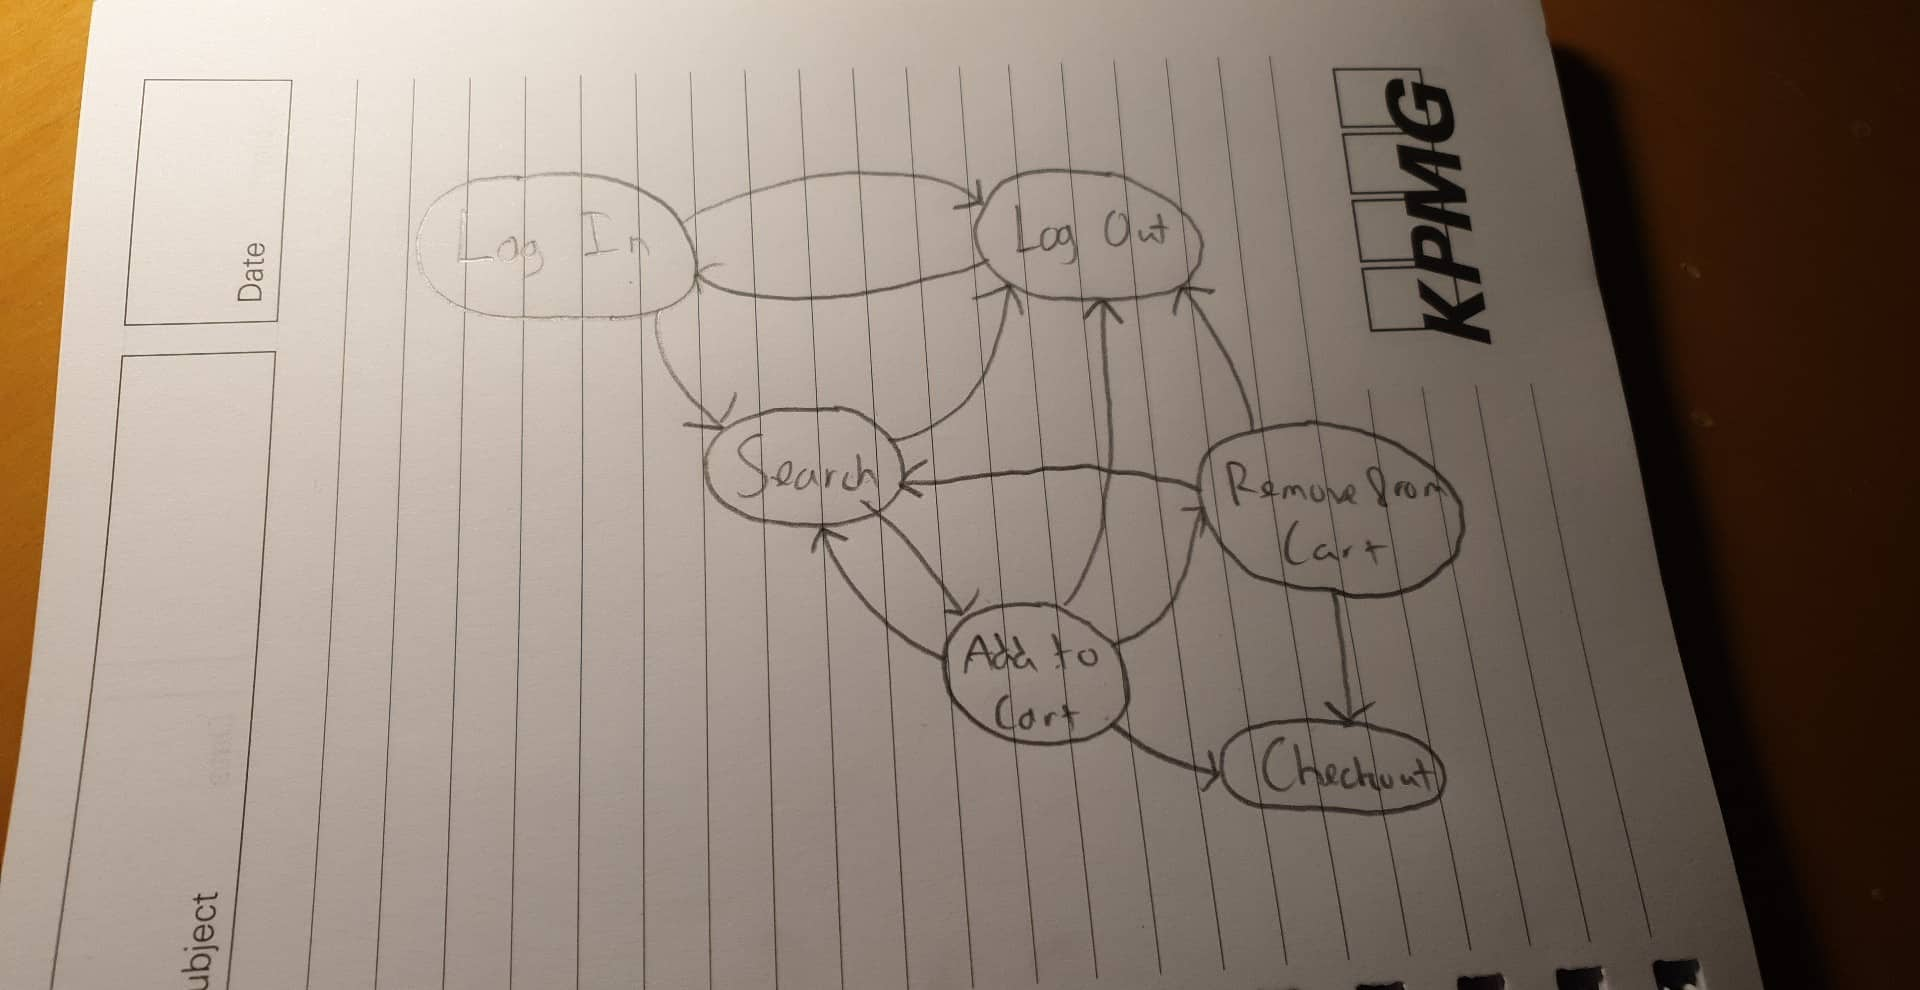 Date
ubject
KPMG
Log In
Log Out
Search
Remove from
Cart
Add to
Cart
Checkout